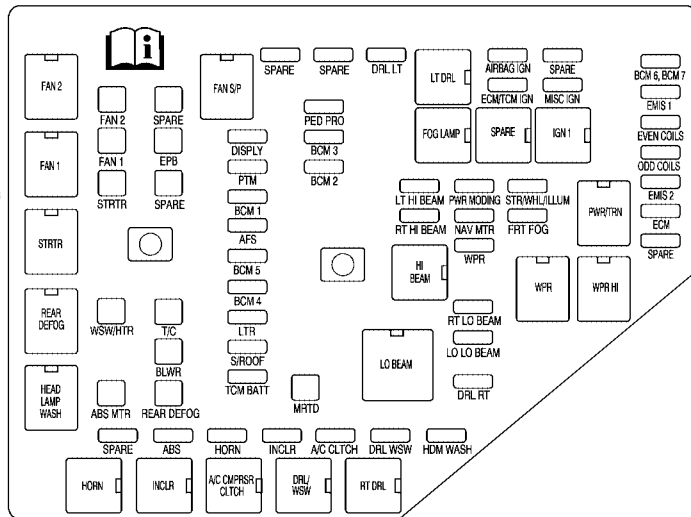 FAN 2
FAN S/P
SPARE
SPARE
DRL LT
LT DRL
AIRBAG IGN
SPARE
BCM 6, BCM 7
ECM/TCM IGN
MISC IGN
EMIS 1
FAN 2
SPARE
PED PRO
FOG LAMP
SPARE
IGN 1
EVEN COILS
FAN 1
FAN 1
EPB
DISPLY
BCM 3
ODD COILS
PTM
BCM 2
STRTR
SPARE
LT HI BEAM
PWR MODING
STR/WHL/ILLUM
EMIS 2
BCM 1
PWR/TRN
ECM
STRTR
AFS
RT HI BEAM
NAV MTR
FRT FOG
SPARE
BCM 5
HI
BEAM
WPR
WPR
WPR HI
REAR
DEFOG
BCM 4
WSW/HTR
T/C
LTR
RT LO BEAM
S/ROOF
LO LO BEAM
BLWR
LO BEAM
HEAD
LAMP
WASH
TCM BATT
DRL RT
ABS MTR
REAR DEFOG
MRTD
SPARE
ABS
HORN
INCLR
A/C CLTCH
DRL WSW
HDM WASH
HORN
INCLR
A/C CMPRSR
CLTCH
DRL/
WSW
RT DRL